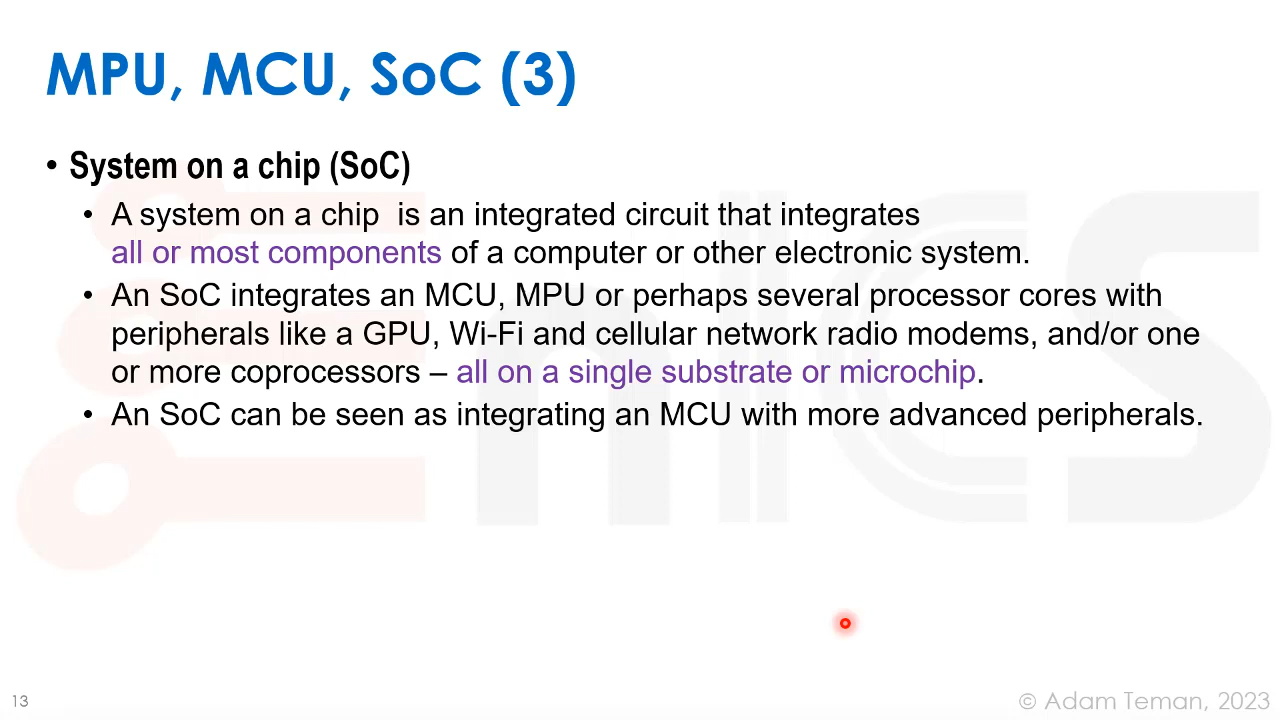 MPU, MCU, SoC (3)
• System on a chip (SoC)
• A system on a chip  is an integrated circuit that integrates
all or most components of a computer or other electronic system.
• An SoC integrates an MCU, MPU or perhaps several processor cores with
peripherals like a GPU, Wi-Fi and cellular network radio modems, and/or one
or more coprocessors – all on a single substrate or microchip.
• An SoC can be seen as integrating an MCU with more advanced peripherals.
EnICS
13
© Adam Teman, 2023